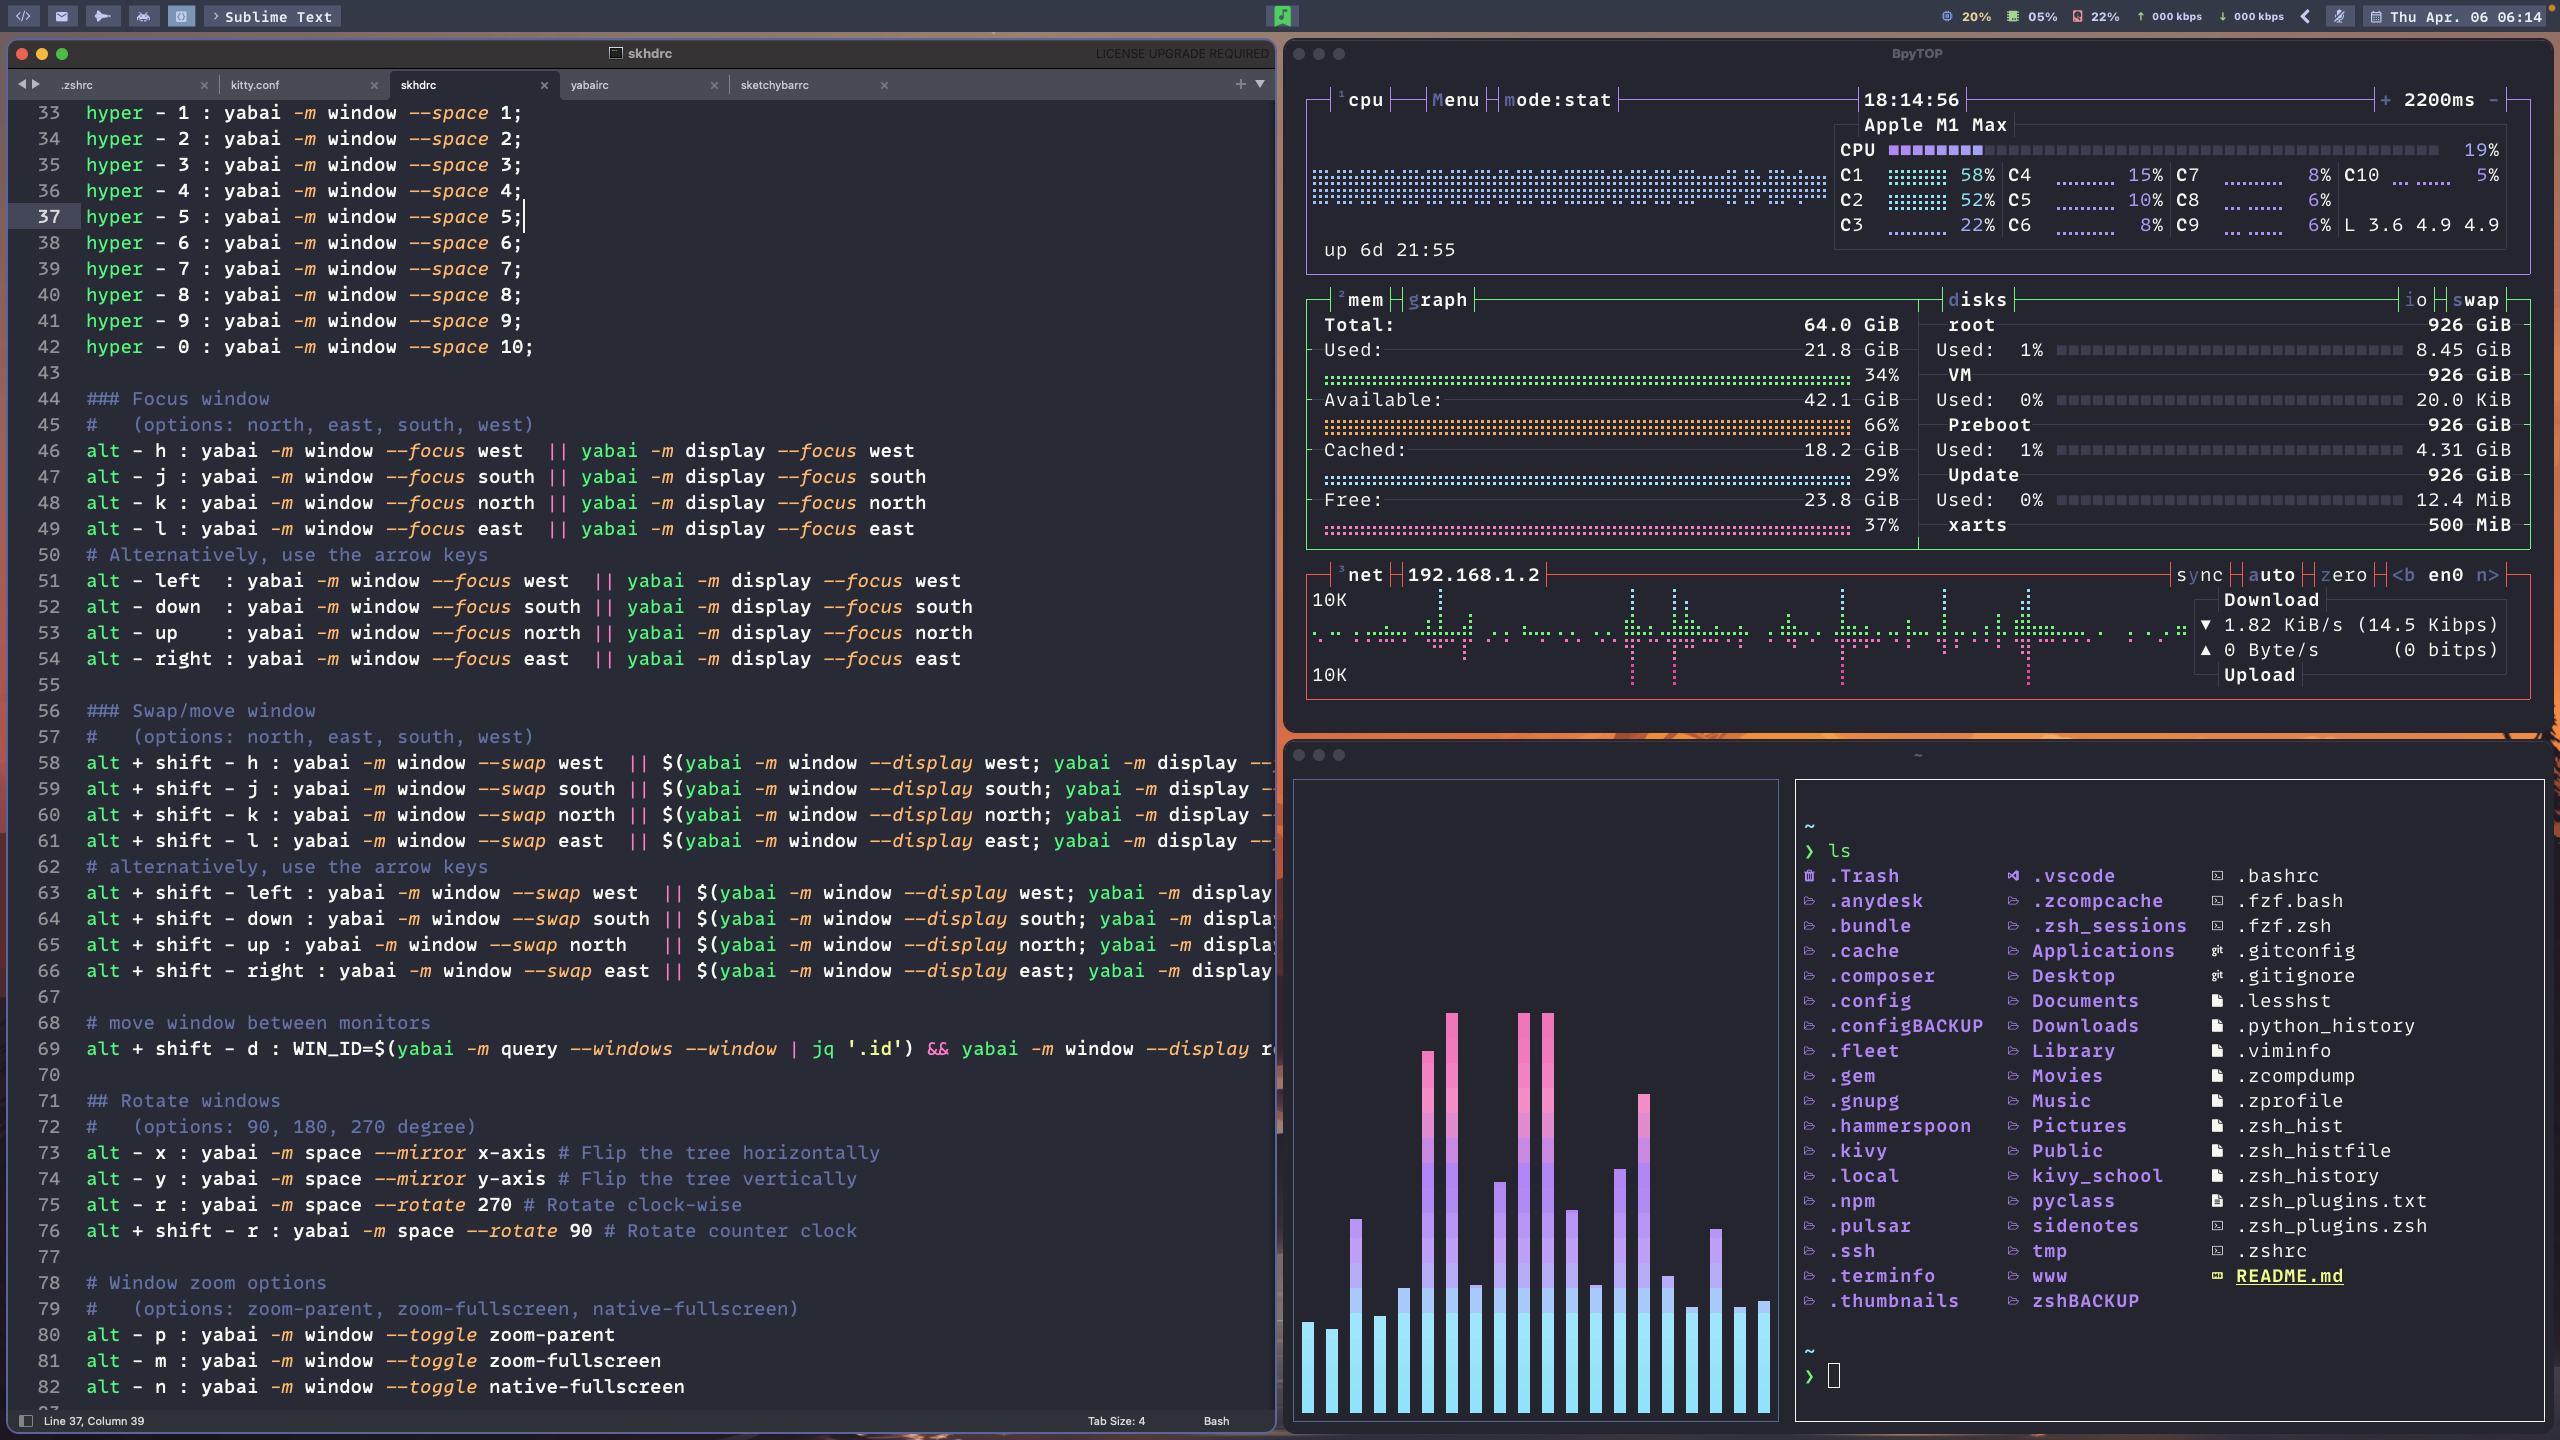 > Sublime Text
20% 05% 22% ↑ 000 kbps ↓ 000 kbps Thu Apr. 06 06:14
skhdrc LICENSE UPGRADE REQUIRED
.zshrc × kitty.conf × skhdrc × yabairc × sketchybarrc ×
33 hyper - 1 : yabai -m window --space 1;
34 hyper - 2 : yabai -m window --space 2;
35 hyper - 3 : yabai -m window --space 3;
36 hyper - 4 : yabai -m window --space 4;
37 hyper - 5 : yabai -m window --space 5;
38 hyper - 6 : yabai -m window --space 6;
39 hyper - 7 : yabai -m window --space 7;
40 hyper - 8 : yabai -m window --space 8;
41 hyper - 9 : yabai -m window --space 9;
42 hyper - 0 : yabai -m window --space 10;
43
44 ### Focus window
45 #   (options: north, east, south, west)
46 alt - h : yabai -m window --focus west  || yabai -m display --focus west
47 alt - j : yabai -m window --focus south || yabai -m display --focus south
48 alt - k : yabai -m window --focus north || yabai -m display --focus north
49 alt - l : yabai -m window --focus east  || yabai -m display --focus east
50 # Alternatively, use the arrow keys
51 alt - left  : yabai -m window --focus west  || yabai -m display --focus west
52 alt - down  : yabai -m window --focus south || yabai -m display --focus south
53 alt - up    : yabai -m window --focus north || yabai -m display --focus north
54 alt - right : yabai -m window --focus east  || yabai -m display --focus east
55
56 ### Swap/move window
57 #   (options: north, east, south, west)
58 alt + shift - h : yabai -m window --swap west  || $(yabai -m window --display west; yabai -m display --
59 alt + shift - j : yabai -m window --swap south || $(yabai -m window --display south; yabai -m display -
60 alt + shift - k : yabai -m window --swap north || $(yabai -m window --display north; yabai -m display -
61 alt + shift - l : yabai -m window --swap east  || $(yabai -m window --display east; yabai -m display --
62 # alternatively, use the arrow keys
63 alt + shift - left : yabai -m window --swap west  || $(yabai -m window --display west; yabai -m display
64 alt + shift - down : yabai -m window --swap south || $(yabai -m window --display south; yabai -m displa
65 alt + shift - up : yabai -m window --swap north   || $(yabai -m window --display north; yabai -m displa
66 alt + shift - right : yabai -m window --swap east || $(yabai -m window --display east; yabai -m display
67
68 # move window between monitors
69 alt + shift - d : WIN_ID=$(yabai -m query --windows --window | jq '.id') && yabai -m window --display r
70
71 ## Rotate windows
72 #   (options: 90, 180, 270 degree)
73 alt - x : yabai -m space --mirror x-axis # Flip the tree horizontally
74 alt - y : yabai -m space --mirror y-axis # Flip the tree vertically
75 alt - r : yabai -m space --rotate 270 # Rotate clock-wise
76 alt + shift - r : yabai -m space --rotate 90 # Rotate counter clock
77
78 # Window zoom options
79 #   (options: zoom-parent, zoom-fullscreen, native-fullscreen)
80 alt - p : yabai -m window --toggle zoom-parent
81 alt - m : yabai -m window --toggle zoom-fullscreen
82 alt - n : yabai -m window --toggle native-fullscreen
Line 37, Column 39 Tab Size: 4 Bash
BpyTOP
¹cpu Menu mode:stat 18:14:56 + 2200ms -
Apple M1 Max
CPU 19%
C1 58% C4 15% C7 8% C10 5%
C2 52% C5 10% C8 6%
C3 22% C6 8% C9 6% L 3.6 4.9 4.9
up 6d 21:55
²mem graph disks io swap
Total: 64.0 GiB root 926 GiB
Used: 21.8 GiB Used: 1% 8.45 GiB
34% VM 926 GiB
Available: 42.1 GiB Used: 0% 20.0 KiB
66% Preboot 926 GiB
Cached: 18.2 GiB Used: 1% 4.31 GiB
29% Update 926 GiB
Free: 23.8 GiB Used: 0% 12.4 MiB
37% xarts 500 MiB
³net 192.168.1.2 sync auto zero <b en0 n>
10K Download
▼ 1.82 KiB/s (14.5 Kibps)
▲ 0 Byte/s (0 bitps)
10K Upload
~
~
❯ ls
.Trash .vscode .bashrc
.anydesk .zcompcache .fzf.bash
.bundle .zsh_sessions .fzf.zsh
.cache Applications git .gitconfig
.composer Desktop git .gitignore
.config Documents .lesshst
.configBACKUP Downloads .python_history
.fleet Library .viminfo
.gem Movies .zcompdump
.gnupg Music .zprofile
.hammerspoon Pictures .zsh_hist
.kivy Public .zsh_histfile
.local kivy_school .zsh_history
.npm pyclass .zsh_plugins.txt
.pulsar sidenotes .zsh_plugins.zsh
.ssh tmp .zshrc
.terminfo www README.md
.thumbnails zshBACKUP
~
❯